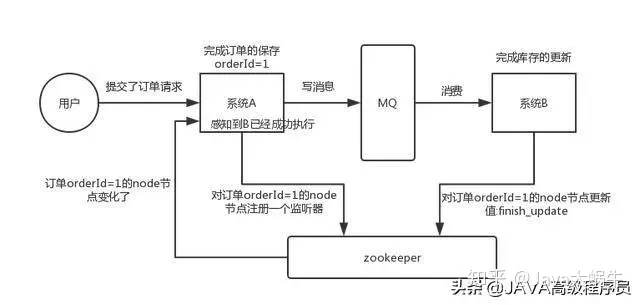 完成订单的保存
orderId=1
完成库存的更新
用户
提交了订单请求
系统A
写消息
MQ
消费
系统B
感知到B已经成功执行
订单orderId=1的node节
点变化了
对订单orderId=1的node
节点注册一个监听器
对订单orderId=1的node节点更新
值:finish_update
zookeeper
知乎 @Java大蜗牛
头条 @JAVA高级程序员